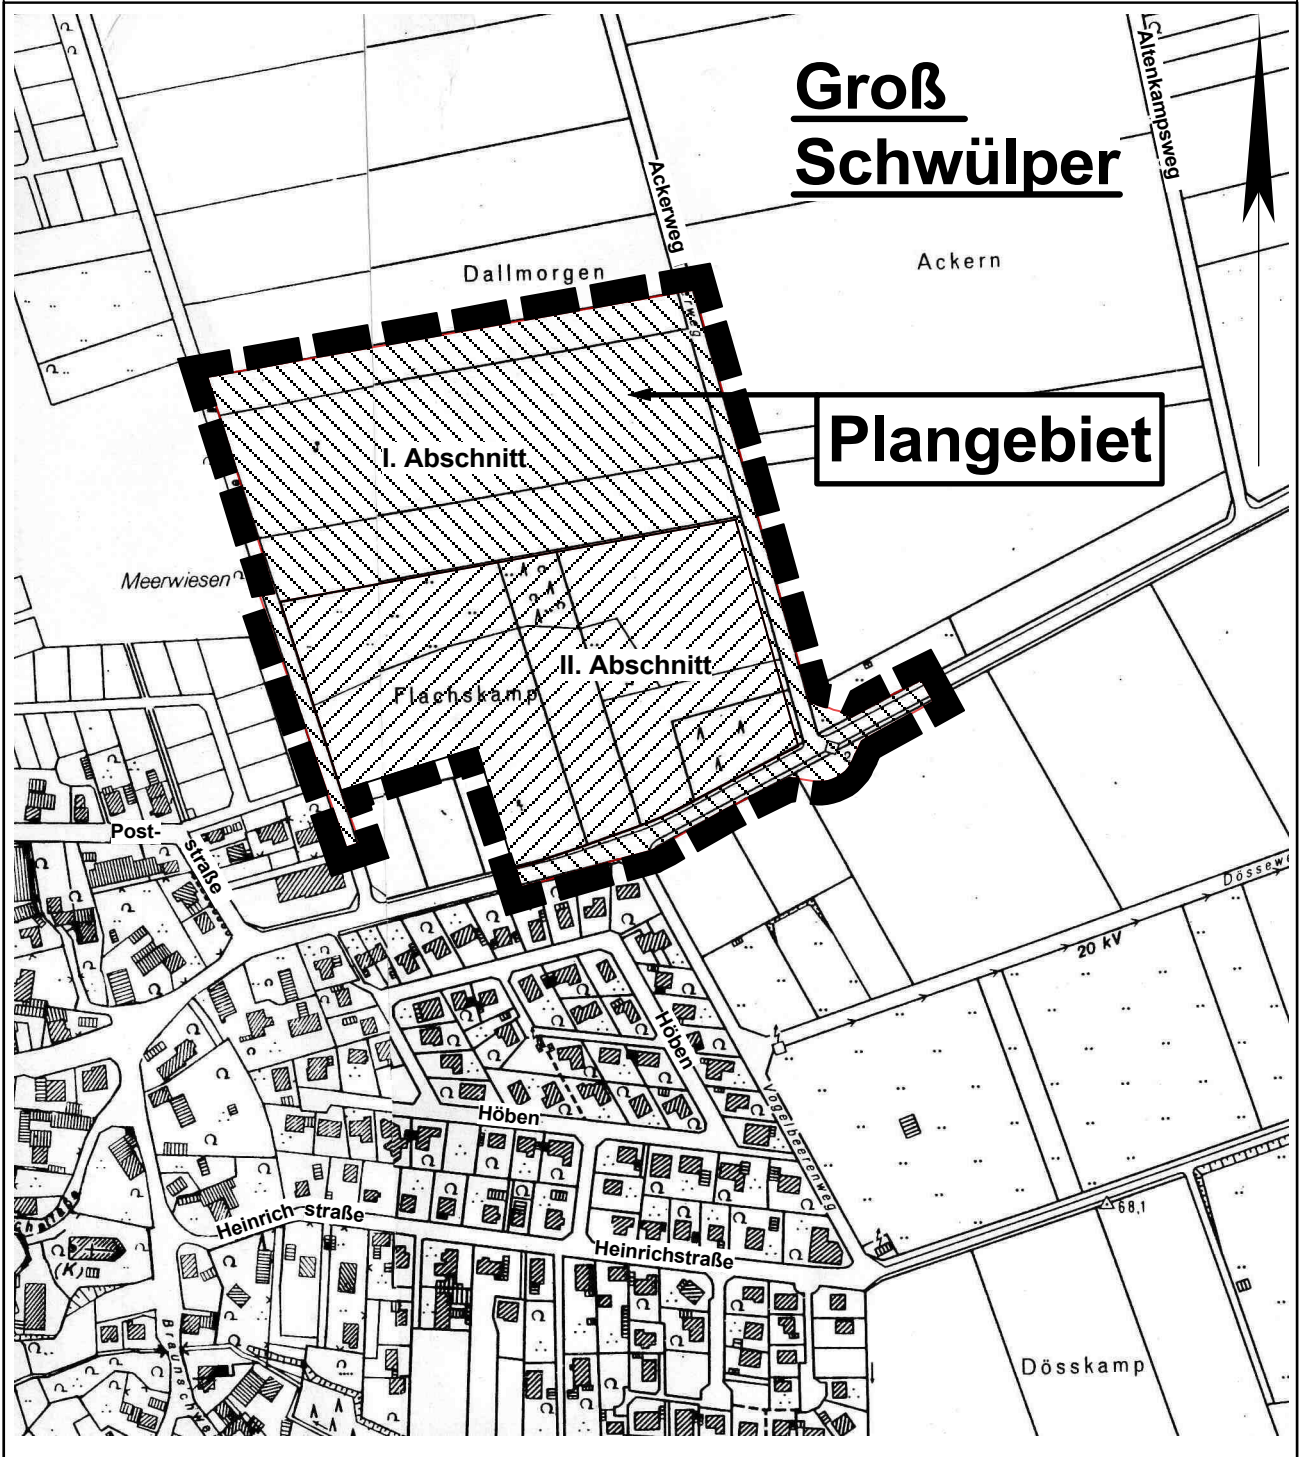 Groß
Schwülper
Altenkampsweg
Ackerweg
Ackern
Dallmorgen
Plangebiet
I. Abschnitt
Meerwiesen
II. Abschnitt
Flachskamp
Post-
straße
20 kV
Höben
Höben
Vogelbeerenweg
68,1
Heinrich-straße
Heinrichstraße
(K)
Dösskamp